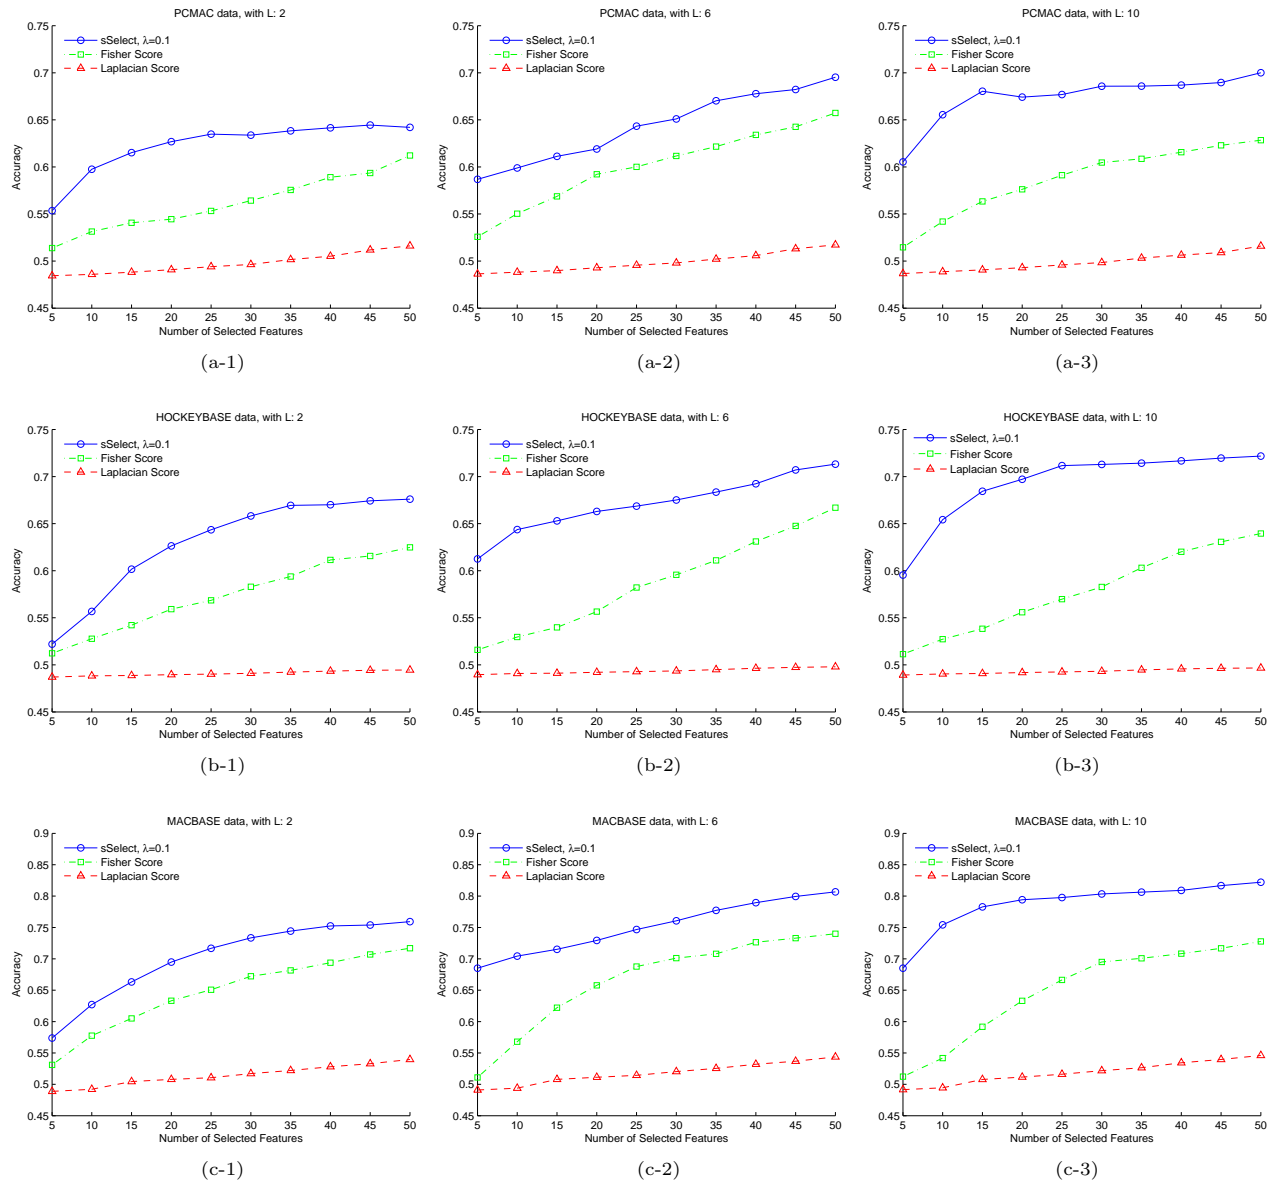 PCMAC data, with L: 2
0.75
0.7
0.65
0.6
0.55
0.5
0.45
Accuracy
sSelect, λ=0.1
Fisher Score
Laplacian Score
5 10 15 20 25 30 35 40 45 50
Number of Selected Features
(a-1)
PCMAC data, with L: 6
0.75
0.7
0.65
0.6
0.55
0.5
0.45
Accuracy
sSelect, λ=0.1
Fisher Score
Laplacian Score
5 10 15 20 25 30 35 40 45 50
Number of Selected Features
(a-2)
PCMAC data, with L: 10
0.75
0.7
0.65
0.6
0.55
0.5
0.45
Accuracy
sSelect, λ=0.1
Fisher Score
Laplacian Score
5 10 15 20 25 30 35 40 45 50
Number of Selected Features
(a-3)
HOCKEYBASE data, with L: 2
0.75
0.7
0.65
0.6
0.55
0.5
0.45
Accuracy
sSelect, λ=0.1
Fisher Score
Laplacian Score
5 10 15 20 25 30 35 40 45 50
Number of Selected Features
(b-1)
HOCKEYBASE data, with L: 6
0.75
0.7
0.65
0.6
0.55
0.5
0.45
Accuracy
sSelect, λ=0.1
Fisher Score
Laplacian Score
5 10 15 20 25 30 35 40 45 50
Number of Selected Features
(b-2)
HOCKEYBASE data, with L: 10
0.75
0.7
0.65
0.6
0.55
0.5
0.45
Accuracy
sSelect, λ=0.1
Fisher Score
Laplacian Score
5 10 15 20 25 30 35 40 45 50
Number of Selected Features
(b-3)
MACBASE data, with L: 2
0.9
0.85
0.8
0.75
0.7
0.65
0.6
0.55
0.5
0.45
Accuracy
sSelect, λ=0.1
Fisher Score
Laplacian Score
5 10 15 20 25 30 35 40 45 50
Number of Selected Features
(c-1)
MACBASE data, with L: 6
0.9
0.85
0.8
0.75
0.7
0.65
0.6
0.55
0.5
0.45
Accuracy
sSelect, λ=0.1
Fisher Score
Laplacian Score
5 10 15 20 25 30 35 40 45 50
Number of Selected Features
(c-2)
MACBASE data, with L: 10
0.9
0.85
0.8
0.75
0.7
0.65
0.6
0.55
0.5
0.45
Accuracy
sSelect, λ=0.1
Fisher Score
Laplacian Score
5 10 15 20 25 30 35 40 45 50
Number of Selected Features
(c-3)